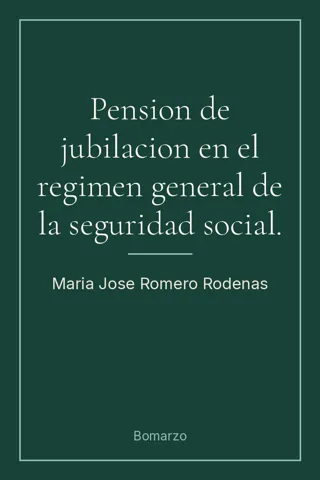 Pension de
jubilacion en el
regimen general de
la seguridad social.
Maria Jose Romero Rodenas
Bomarzo